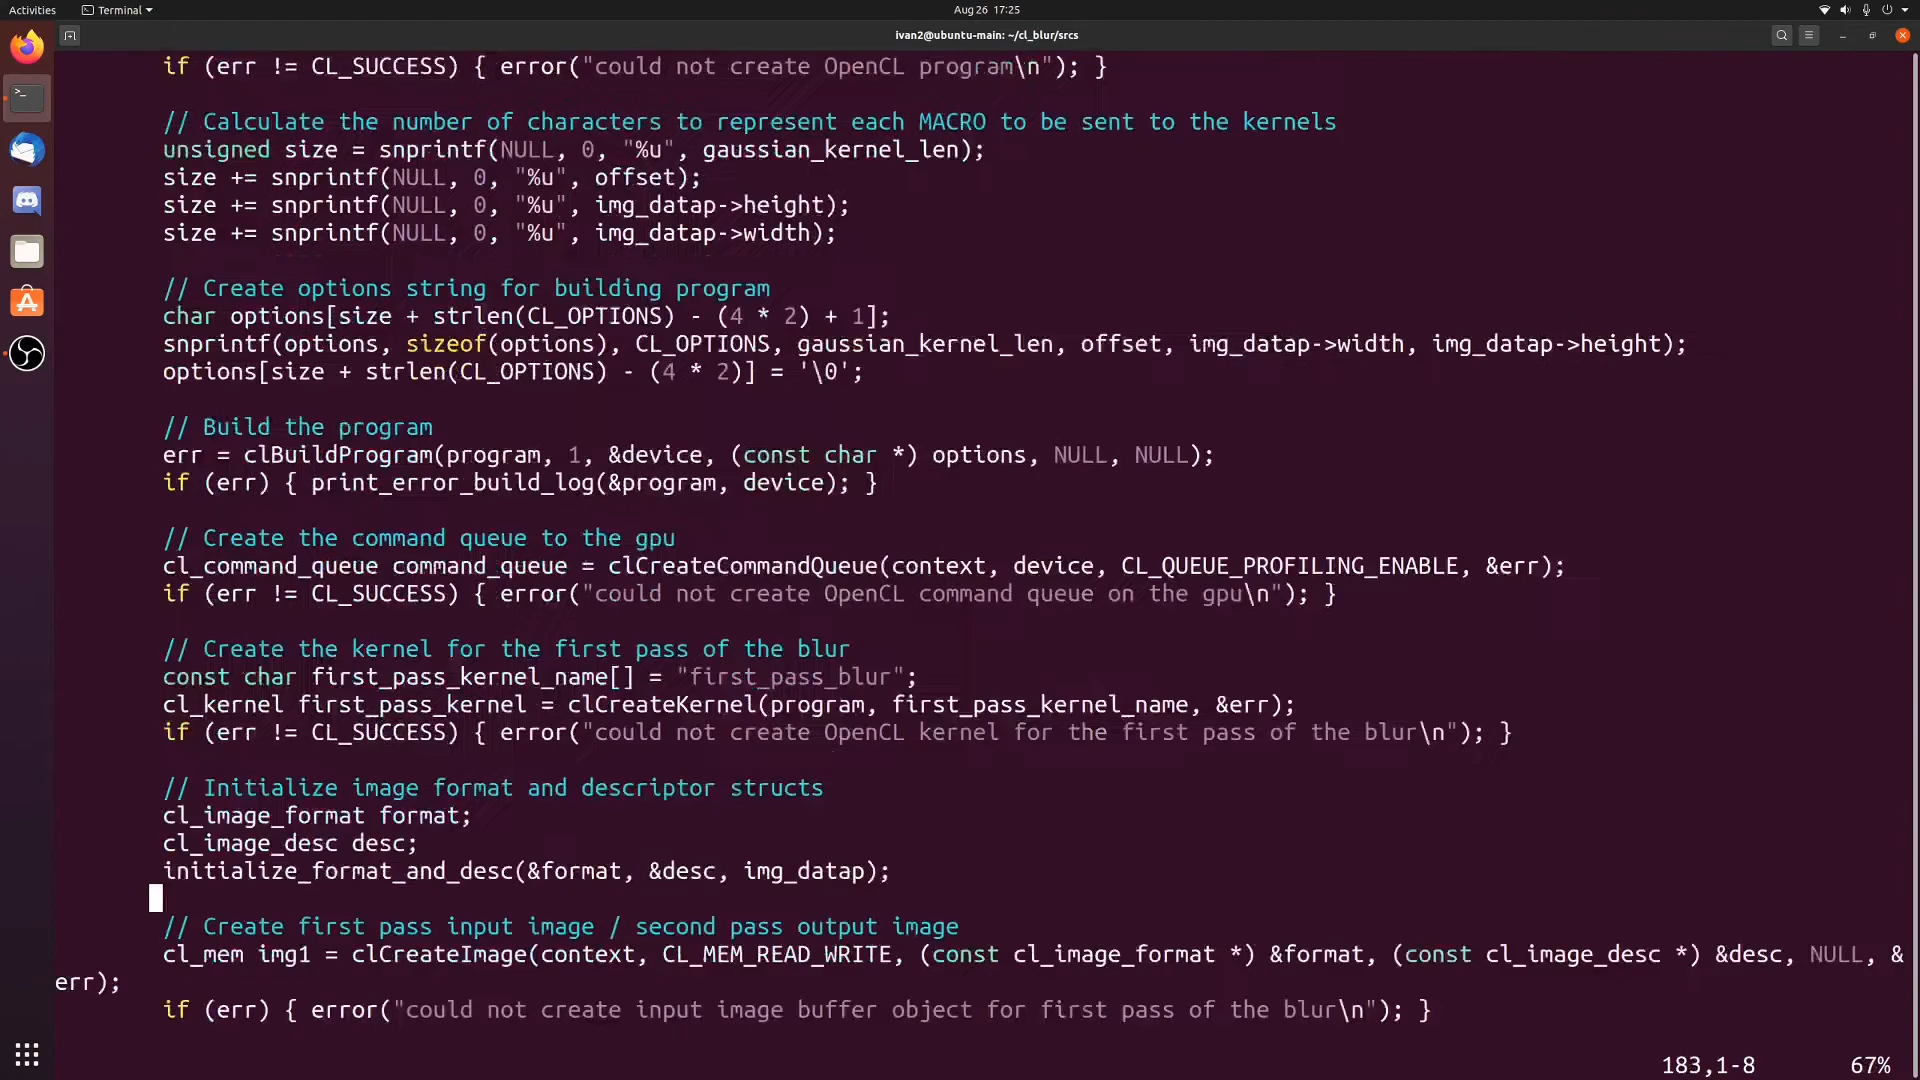 Activities
Terminal
Aug 26 17:25
ivan2@ubuntu-main: ~/cl_blur/srcs
if (err != CL_SUCCESS) { error("could not create OpenCL program\n"); }
// Calculate the number of characters to represent each MACRO to be sent to the kernels
unsigned size = snprintf(NULL, 0, "%u", gaussian_kernel_len);
size += snprintf(NULL, 0, "%u", offset);
size += snprintf(NULL, 0, "%u", img_datap->height);
size += snprintf(NULL, 0, "%u", img_datap->width);
// Create options string for building program
char options[size + strlen(CL_OPTIONS) - (4 * 2) + 1];
snprintf(options, sizeof(options), CL_OPTIONS, gaussian_kernel_len, offset, img_datap->width, img_datap->height);
options[size + strlen(CL_OPTIONS) - (4 * 2)] = '\0';
// Build the program
err = clBuildProgram(program, 1, &device, (const char *) options, NULL, NULL);
if (err) { print_error_build_log(&program, device); }
// Create the command queue to the gpu
cl_command_queue command_queue = clCreateCommandQueue(context, device, CL_QUEUE_PROFILING_ENABLE, &err);
if (err != CL_SUCCESS) { error("could not create OpenCL command queue on the gpu\n"); }
// Create the kernel for the first pass of the blur
const char first_pass_kernel_name[] = "first_pass_blur";
cl_kernel first_pass_kernel = clCreateKernel(program, first_pass_kernel_name, &err);
if (err != CL_SUCCESS) { error("could not create OpenCL kernel for the first pass of the blur\n"); }
// Initialize image format and descriptor structs
cl_image_format format;
cl_image_desc desc;
initialize_format_and_desc(&format, &desc, img_datap);
// Create first pass input image / second pass output image
cl_mem img1 = clCreateImage(context, CL_MEM_READ_WRITE, (const cl_image_format *) &format, (const cl_image_desc *) &desc, NULL, &
err);
if (err) { error("could not create input image buffer object for first pass of the blur\n"); }
183,1-8 67%